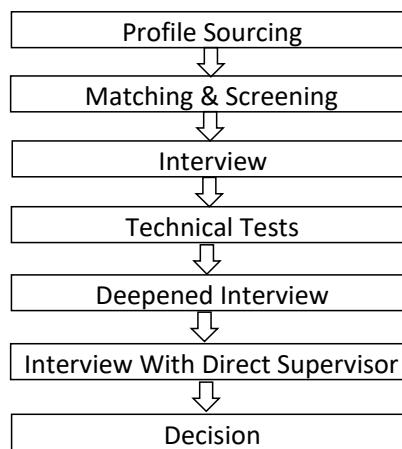 Profile Sourcing
Matching & Screening
Interview
Technical Tests
Deepened Interview
Interview With Direct Supervisor
Decision